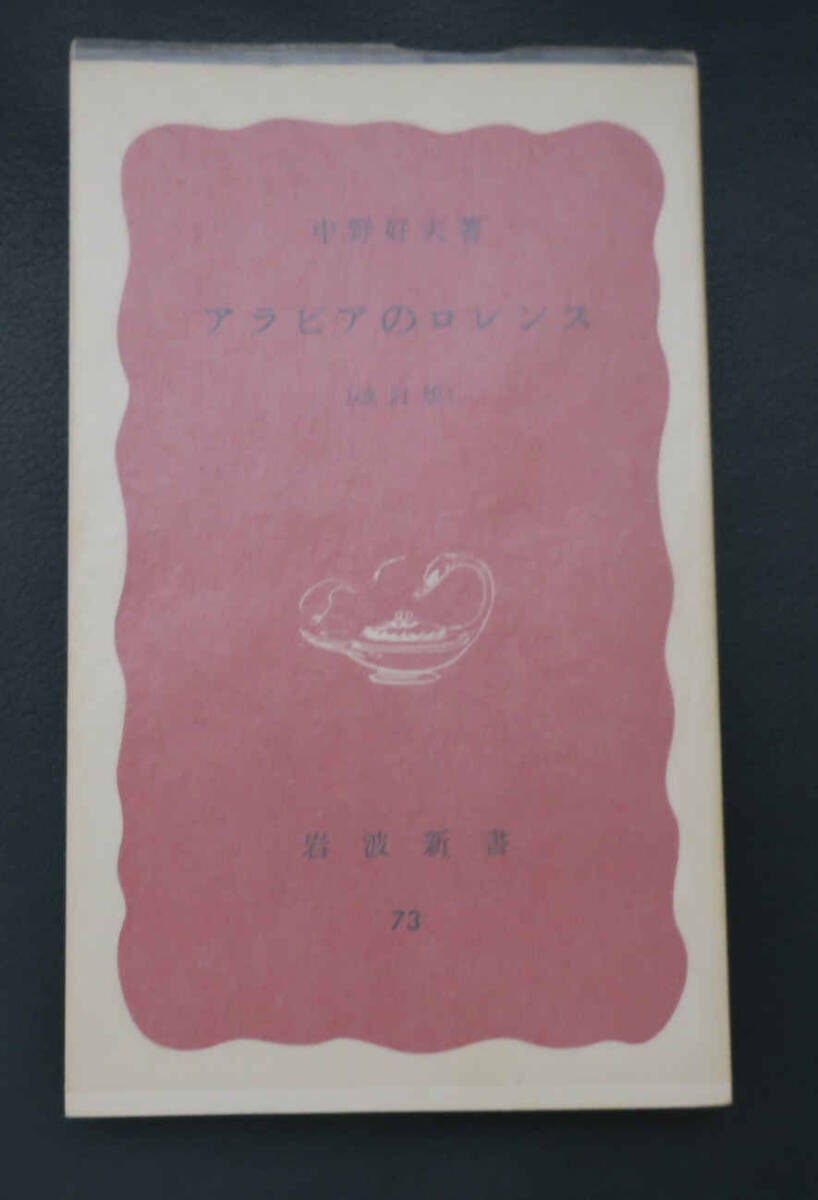 中野好夫著
アラビアのロレンス
(改訂版)
岩波新書
73